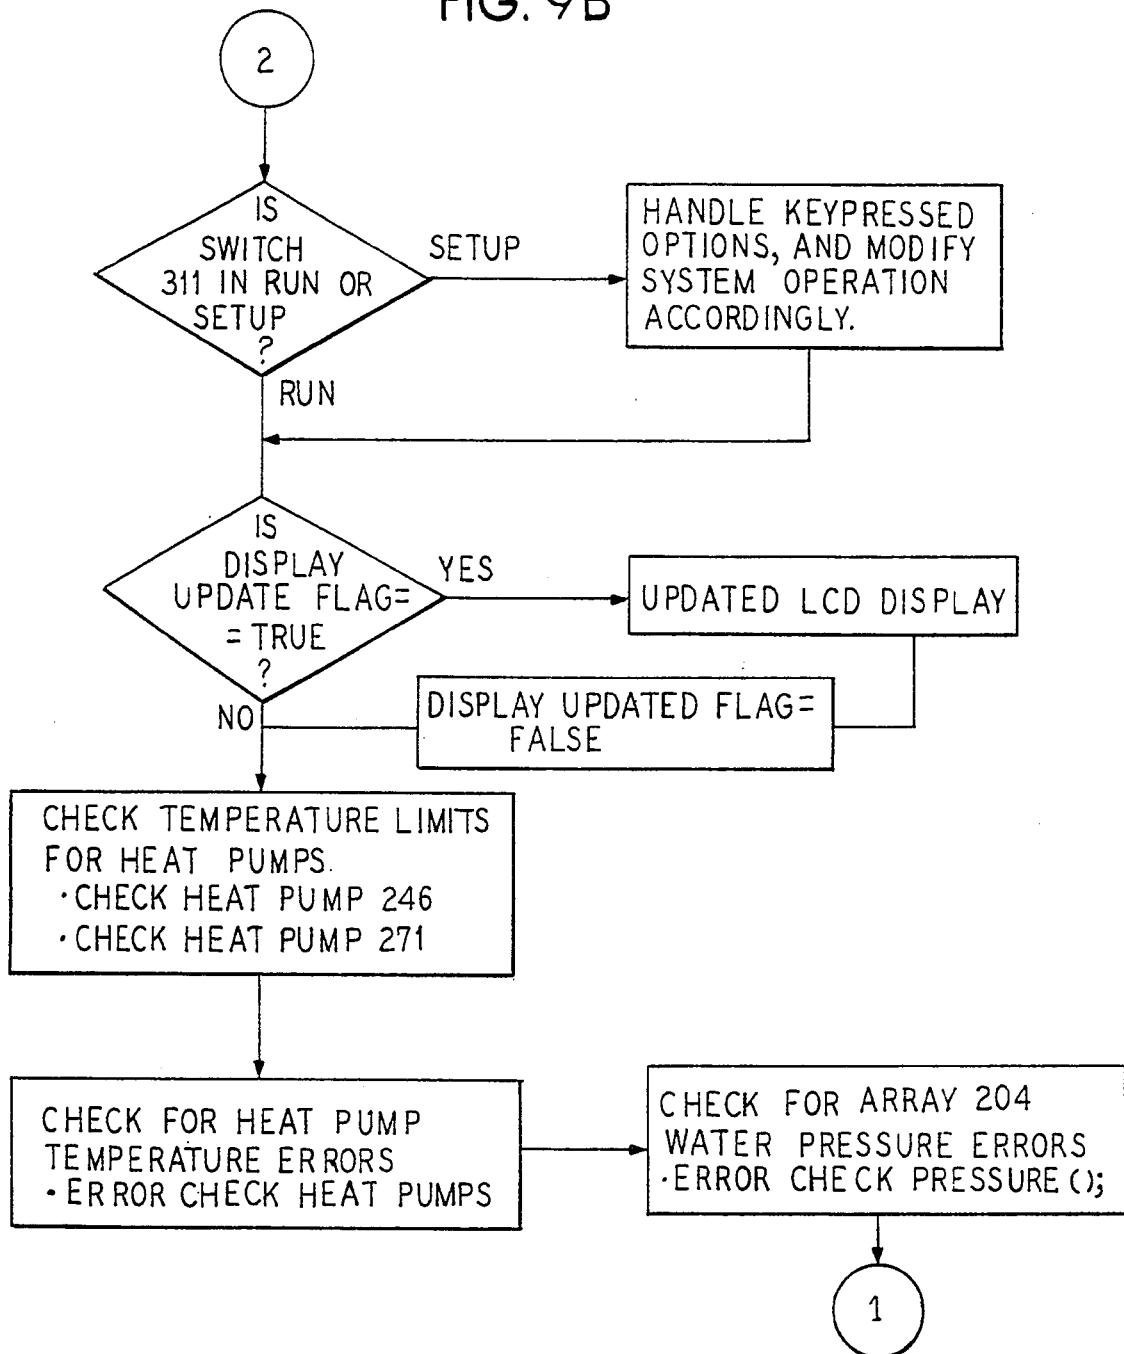 FIG. 9B
2
IS
SWITCH
311 IN RUN OR
SETUP
?
SETUP
HANDLE KEYPRESSED
OPTIONS, AND MODIFY
SYSTEM OPERATION
ACCORDINGLY.
RUN
IS
DISPLAY
UPDATE FLAG=
= TRUE
?
YES
UPDATED LCD DISPLAY
NO
DISPLAY UPDATED FLAG=
FALSE
CHECK TEMPERATURE LIMITS
FOR HEAT PUMPS.
·CHECK HEAT PUMP 246
·CHECK HEAT PUMP 271
CHECK FOR HEAT PUMP
TEMPERATURE ERRORS
·ERROR CHECK HEAT PUMPS
CHECK FOR ARRAY 204
WATER PRESSURE ERRORS
·ERROR CHECK PRESSURE();
1